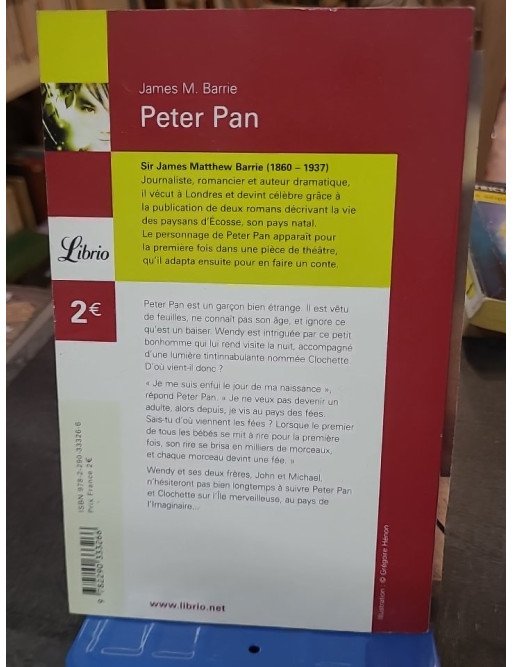 James M. Barrie
Peter Pan
Sir James Matthew Barrie (1860 – 1937)
Journaliste, romancier et auteur dramatique,
il vécut à Londres et devint célèbre grâce à
la publication de deux romans décrivant la vie
des paysans d'Écosse, son pays natal.
Le personnage de Peter Pan apparaît pour
la première fois dans une pièce de théâtre,
qu'il adapta ensuite pour en faire un conte.
Librio
2€
Peter Pan est un garçon bien étrange. Il est vêtu
de feuilles, ne connaît pas son âge, et ignore ce
qu'est un baiser. Wendy est intriguée par ce petit
bonhomme qui lui rend visite la nuit, accompagné
d'une lumière tintinnabulante nommée Clochette.
D'où vient-il donc ?
« Je me suis enfui le jour de ma naissance »,
répond Peter Pan. « Je ne veux pas devenir un
adulte, alors depuis, je vis au pays des fées.
Sais-tu d'où viennent les fées ? Lorsque le premier
de tous les bébés se mit à rire pour la première
fois, son rire se brisa en milliers de morceaux,
et chaque morceau devint une fée. »
Wendy et ses deux frères, John et Michael,
n'hésiteront pas bien longtemps à suivre Peter Pan
et Clochette sur l'Île merveilleuse, au pays de
l'Imaginaire...
ISBN 978-2-290-33326-6
Prix France 2€
9 782290 333266
www.librio.net
Illustration : © Grégoire Hénon